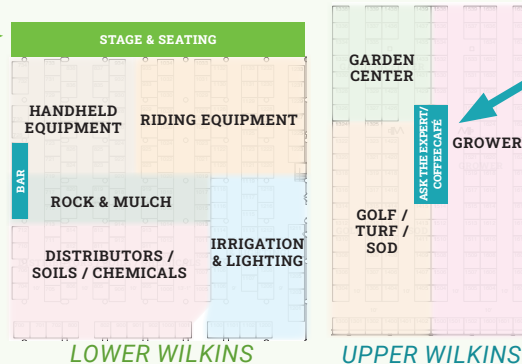 STAGE & SEATING
HANDHELD
EQUIPMENT
RIDING EQUIPMENT
BAR
ROCK & MULCH
DISTRIBUTORS /
SOILS / CHEMICALS
IRRIGATION
& LIGHTING
LOWER WILKINS
GARDEN
CENTER
ASK THE EXPERT/
COFFEE CAFÉ
GROWER
GOLF /
TURF /
SOD
UPPER WILKINS